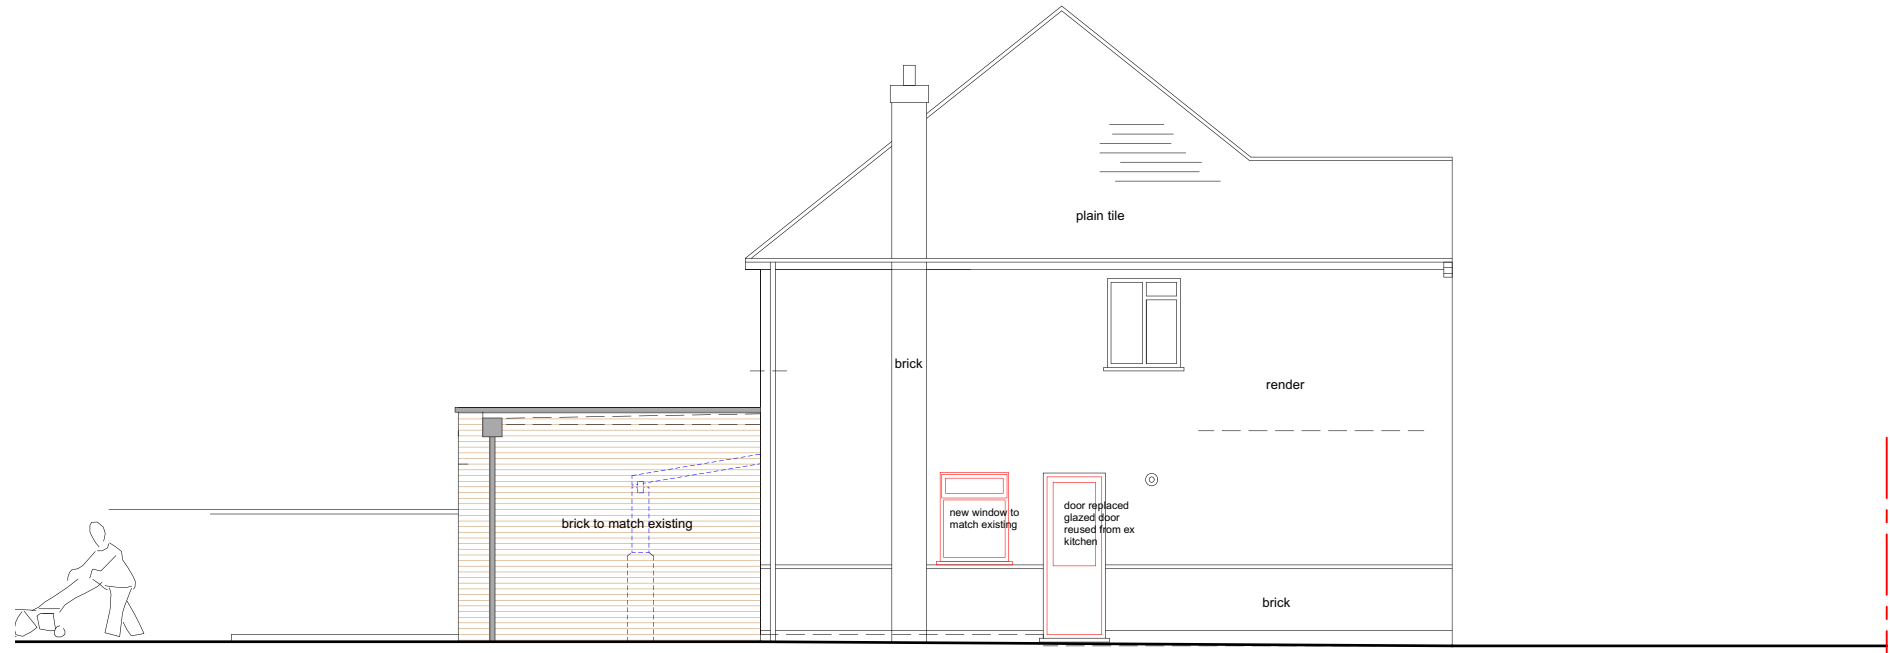 plain tile
brick
render
new window to
match existing
door replaced
glazed door
reused from ex
kitchen
brick to match existing
brick